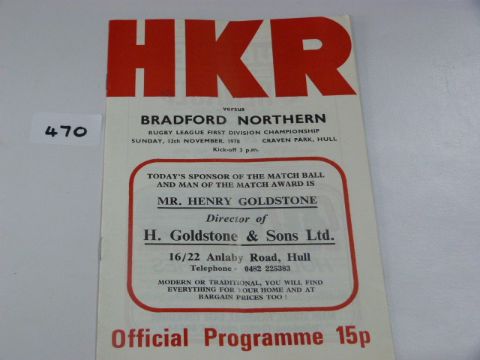 HKR
versus
BRADFORD NORTHERN
RUGBY LEAGUE FIRST DIVISION CHAMPIONSHIP
SUNDAY, 12th NOVEMBER, 1978 CRAVEN PARK, HULL
Kick-off 3 p.m.
470
TODAY'S SPONSOR OF THE MATCH BALL
AND MAN OF THE MATCH AWARD IS
MR. HENRY GOLDSTONE
Director of
H. Goldstone & Sons Ltd.
16/22 Anlaby Road, Hull
Telephone - 0482 225383
MODERN OR TRADITIONAL, YOU WILL FIND
EVERYTHING FOR YOUR HOME AND AT
BARGAIN PRICES TOO !
Official Programme 15p